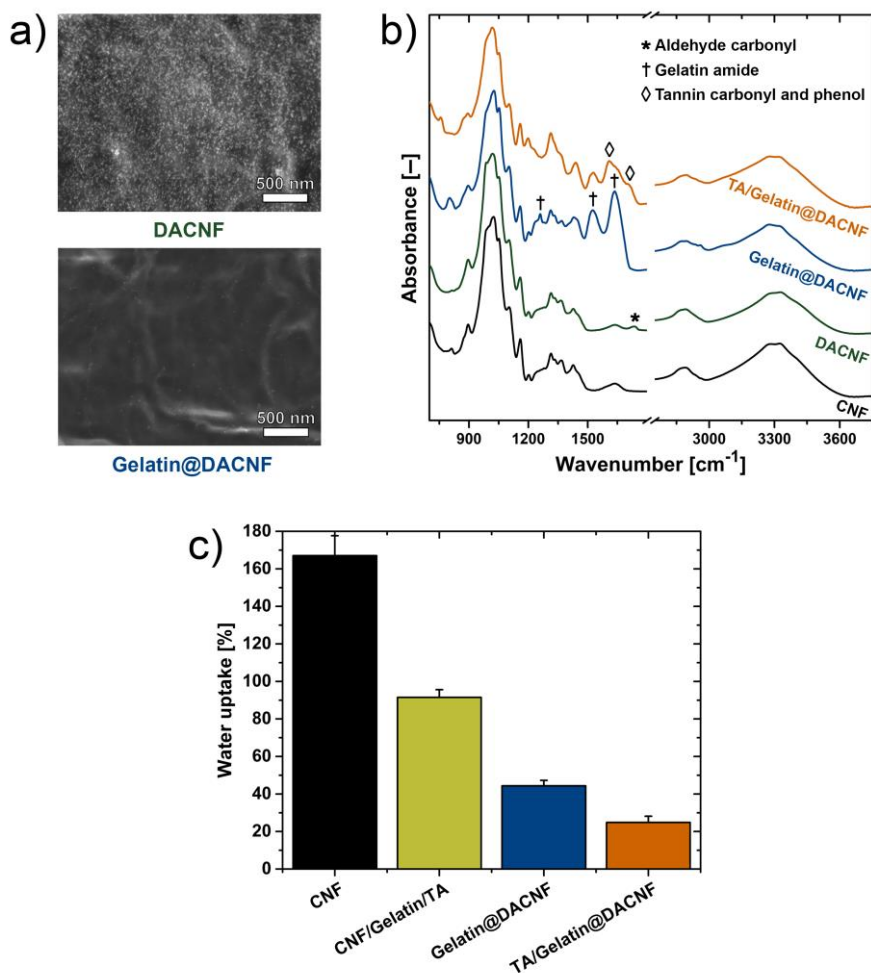 a)
500 nm
DACNF
500 nm
Gelatin@DACNF
b)
* Aldehyde carbonyl
† Gelatin amide
◊ Tannin carbonyl and phenol
◊
◊
† † †
*
TA/Gelatin@DACNF
Gelatin@DACNF
DACNF
CNF
Absorbance [–]
900 1200 1500 3000 3300 3600
Wavenumber [cm⁻¹]
c)
Water uptake [%]
180
160
140
120
100
80
60
40
20
0
CNF
CNF/Gelatin/TA
Gelatin@DACNF
TA/Gelatin@DACNF